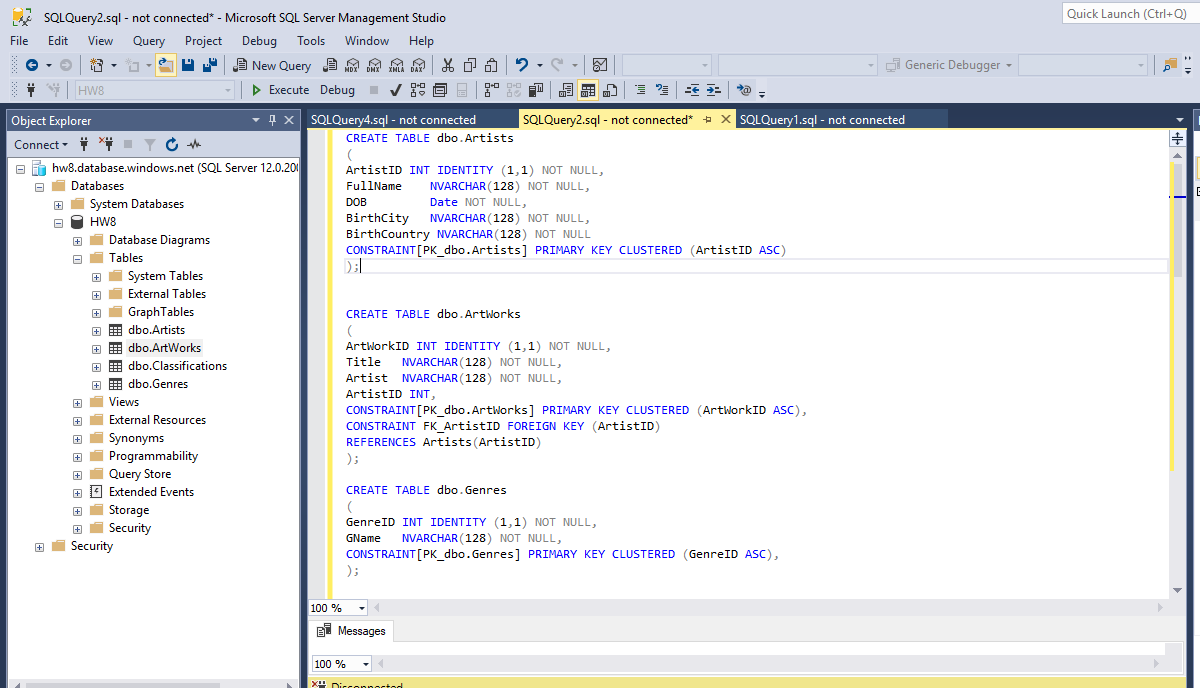 SQLQuery2.sql - not connected* - Microsoft SQL Server Management Studio
Quick Launch (Ctrl+Q)
File Edit View Query Project Debug Tools Window Help
New Query MDX DMX XMLA DAX Generic Debugger
HW8 Execute Debug
Object Explorer
Connect
hw8.database.windows.net (SQL Server 12.0.200
Databases
System Databases
HW8
Database Diagrams
Tables
System Tables
External Tables
GraphTables
dbo.Artists
dbo.ArtWorks
dbo.Classifications
dbo.Genres
Views
External Resources
Synonyms
Programmability
Query Store
Extended Events
Storage
Security
Security
SQLQuery4.sql - not connected SQLQuery2.sql - not connected* SQLQuery1.sql - not connected
CREATE TABLE dbo.Artists
(
ArtistID INT IDENTITY (1,1) NOT NULL,
FullName NVARCHAR(128) NOT NULL,
DOB Date NOT NULL,
BirthCity NVARCHAR(128) NOT NULL,
BirthCountry NVARCHAR(128) NOT NULL
CONSTRAINT[PK_dbo.Artists] PRIMARY KEY CLUSTERED (ArtistID ASC)
);
CREATE TABLE dbo.ArtWorks
(
ArtWorkID INT IDENTITY (1,1) NOT NULL,
Title NVARCHAR(128) NOT NULL,
Artist NVARCHAR(128) NOT NULL,
ArtistID INT,
CONSTRAINT[PK_dbo.ArtWorks] PRIMARY KEY CLUSTERED (ArtWorkID ASC),
CONSTRAINT FK_ArtistID FOREIGN KEY (ArtistID)
REFERENCES Artists(ArtistID)
);
CREATE TABLE dbo.Genres
(
GenreID INT IDENTITY (1,1) NOT NULL,
GName NVARCHAR(128) NOT NULL,
CONSTRAINT[PK_dbo.Genres] PRIMARY KEY CLUSTERED (GenreID ASC),
);
100 %
Messages
100 %
Disconnected